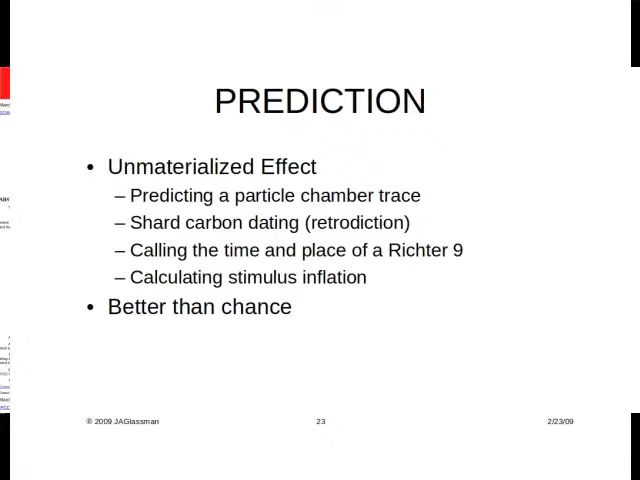 PREDICTION
• Unmaterialized Effect
– Predicting a particle chamber trace
– Shard carbon dating (retrodiction)
– Calling the time and place of a Richter 9
– Calculating stimulus inflation
• Better than chance
® 2009 JAGlassman
23
2/23/09